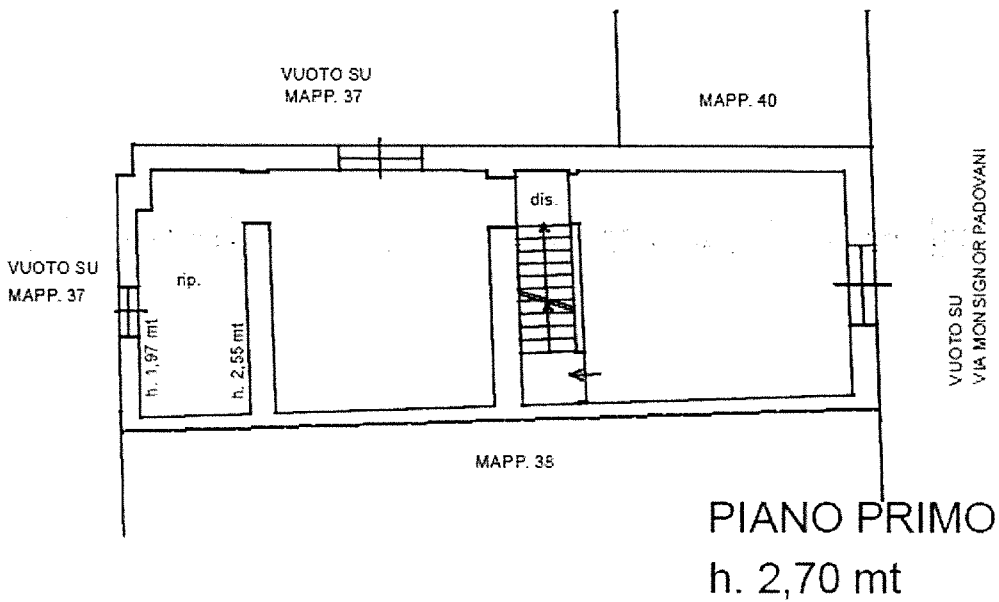 VUOTO SU
MAPP. 37
MAPP. 40
dis.
VUOTO SU
MAPP. 37
rip.
h. 1,97 mt
h. 2,55 mt
VUOTO SU
VIA MONSIGNOR PADOVANI
MAPP. 38
PIANO PRIMO
h. 2,70 mt